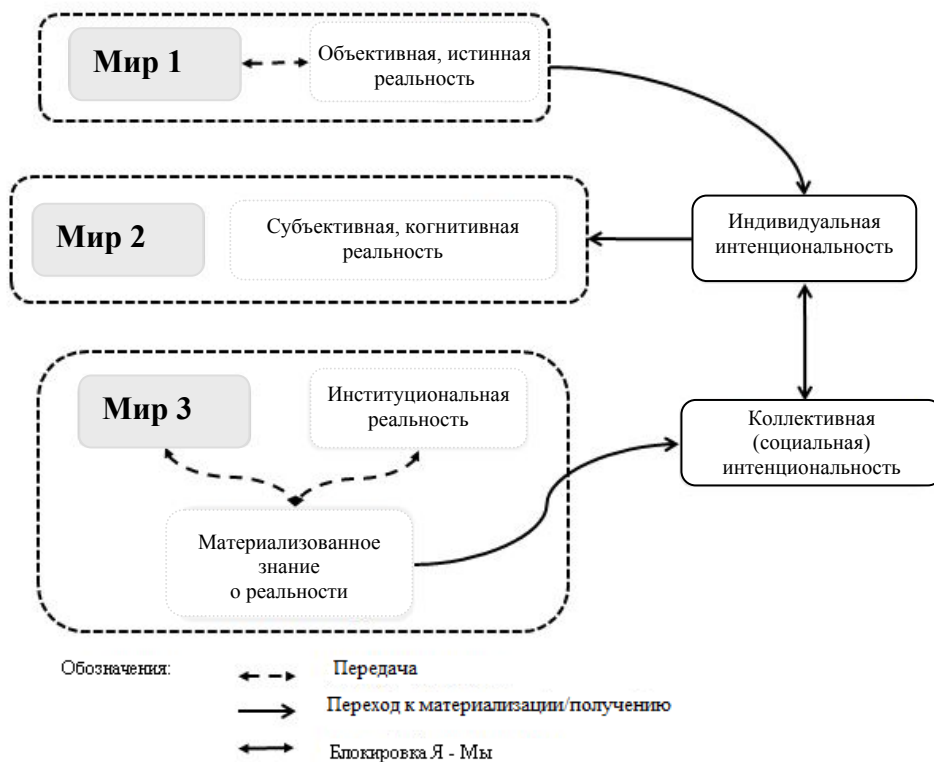 Мир 1
Объективная, истинная
реальность
Мир 2
Субъективная, когнитивная
реальность
Индивидуальная
интенциональность
Мир 3
Институциональная
реальность
Коллективная
(социальная)
интенциональность
Материализованное
знание
о реальности
Обозначения:
Передача
Переход к материализации/получению
Блокировка Я - Мы